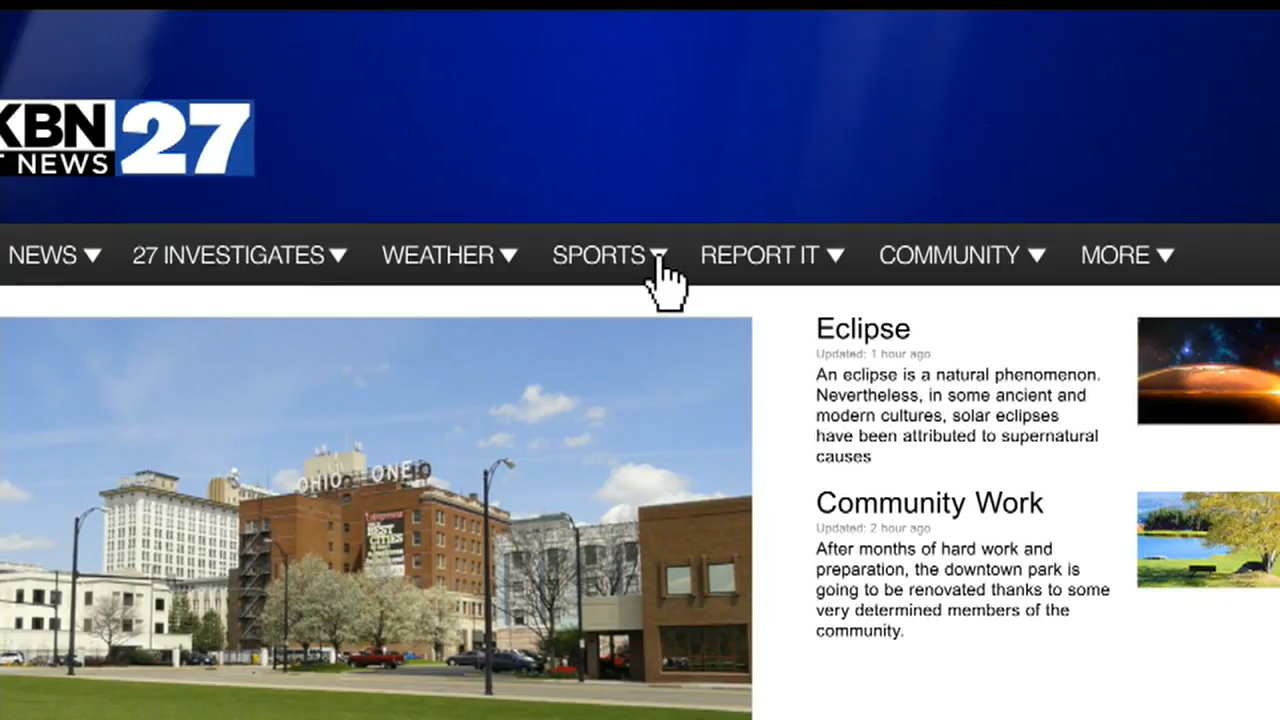 KBN
T NEWS
27
NEWS
27 INVESTIGATES
WEATHER
SPORTS
REPORT IT
COMMUNITY
MORE
Eclipse
Updated: 1 hour ago
An eclipse is a natural phenomenon.
Nevertheless, in some ancient and
modern cultures, solar eclipses
have been attributed to supernatural
causes
Community Work
Updated: 2 hour ago
After months of hard work and
preparation, the downtown park is
going to be renovated thanks to some
very determined members of the
community.
OHIO ONE
BEST
CITIES